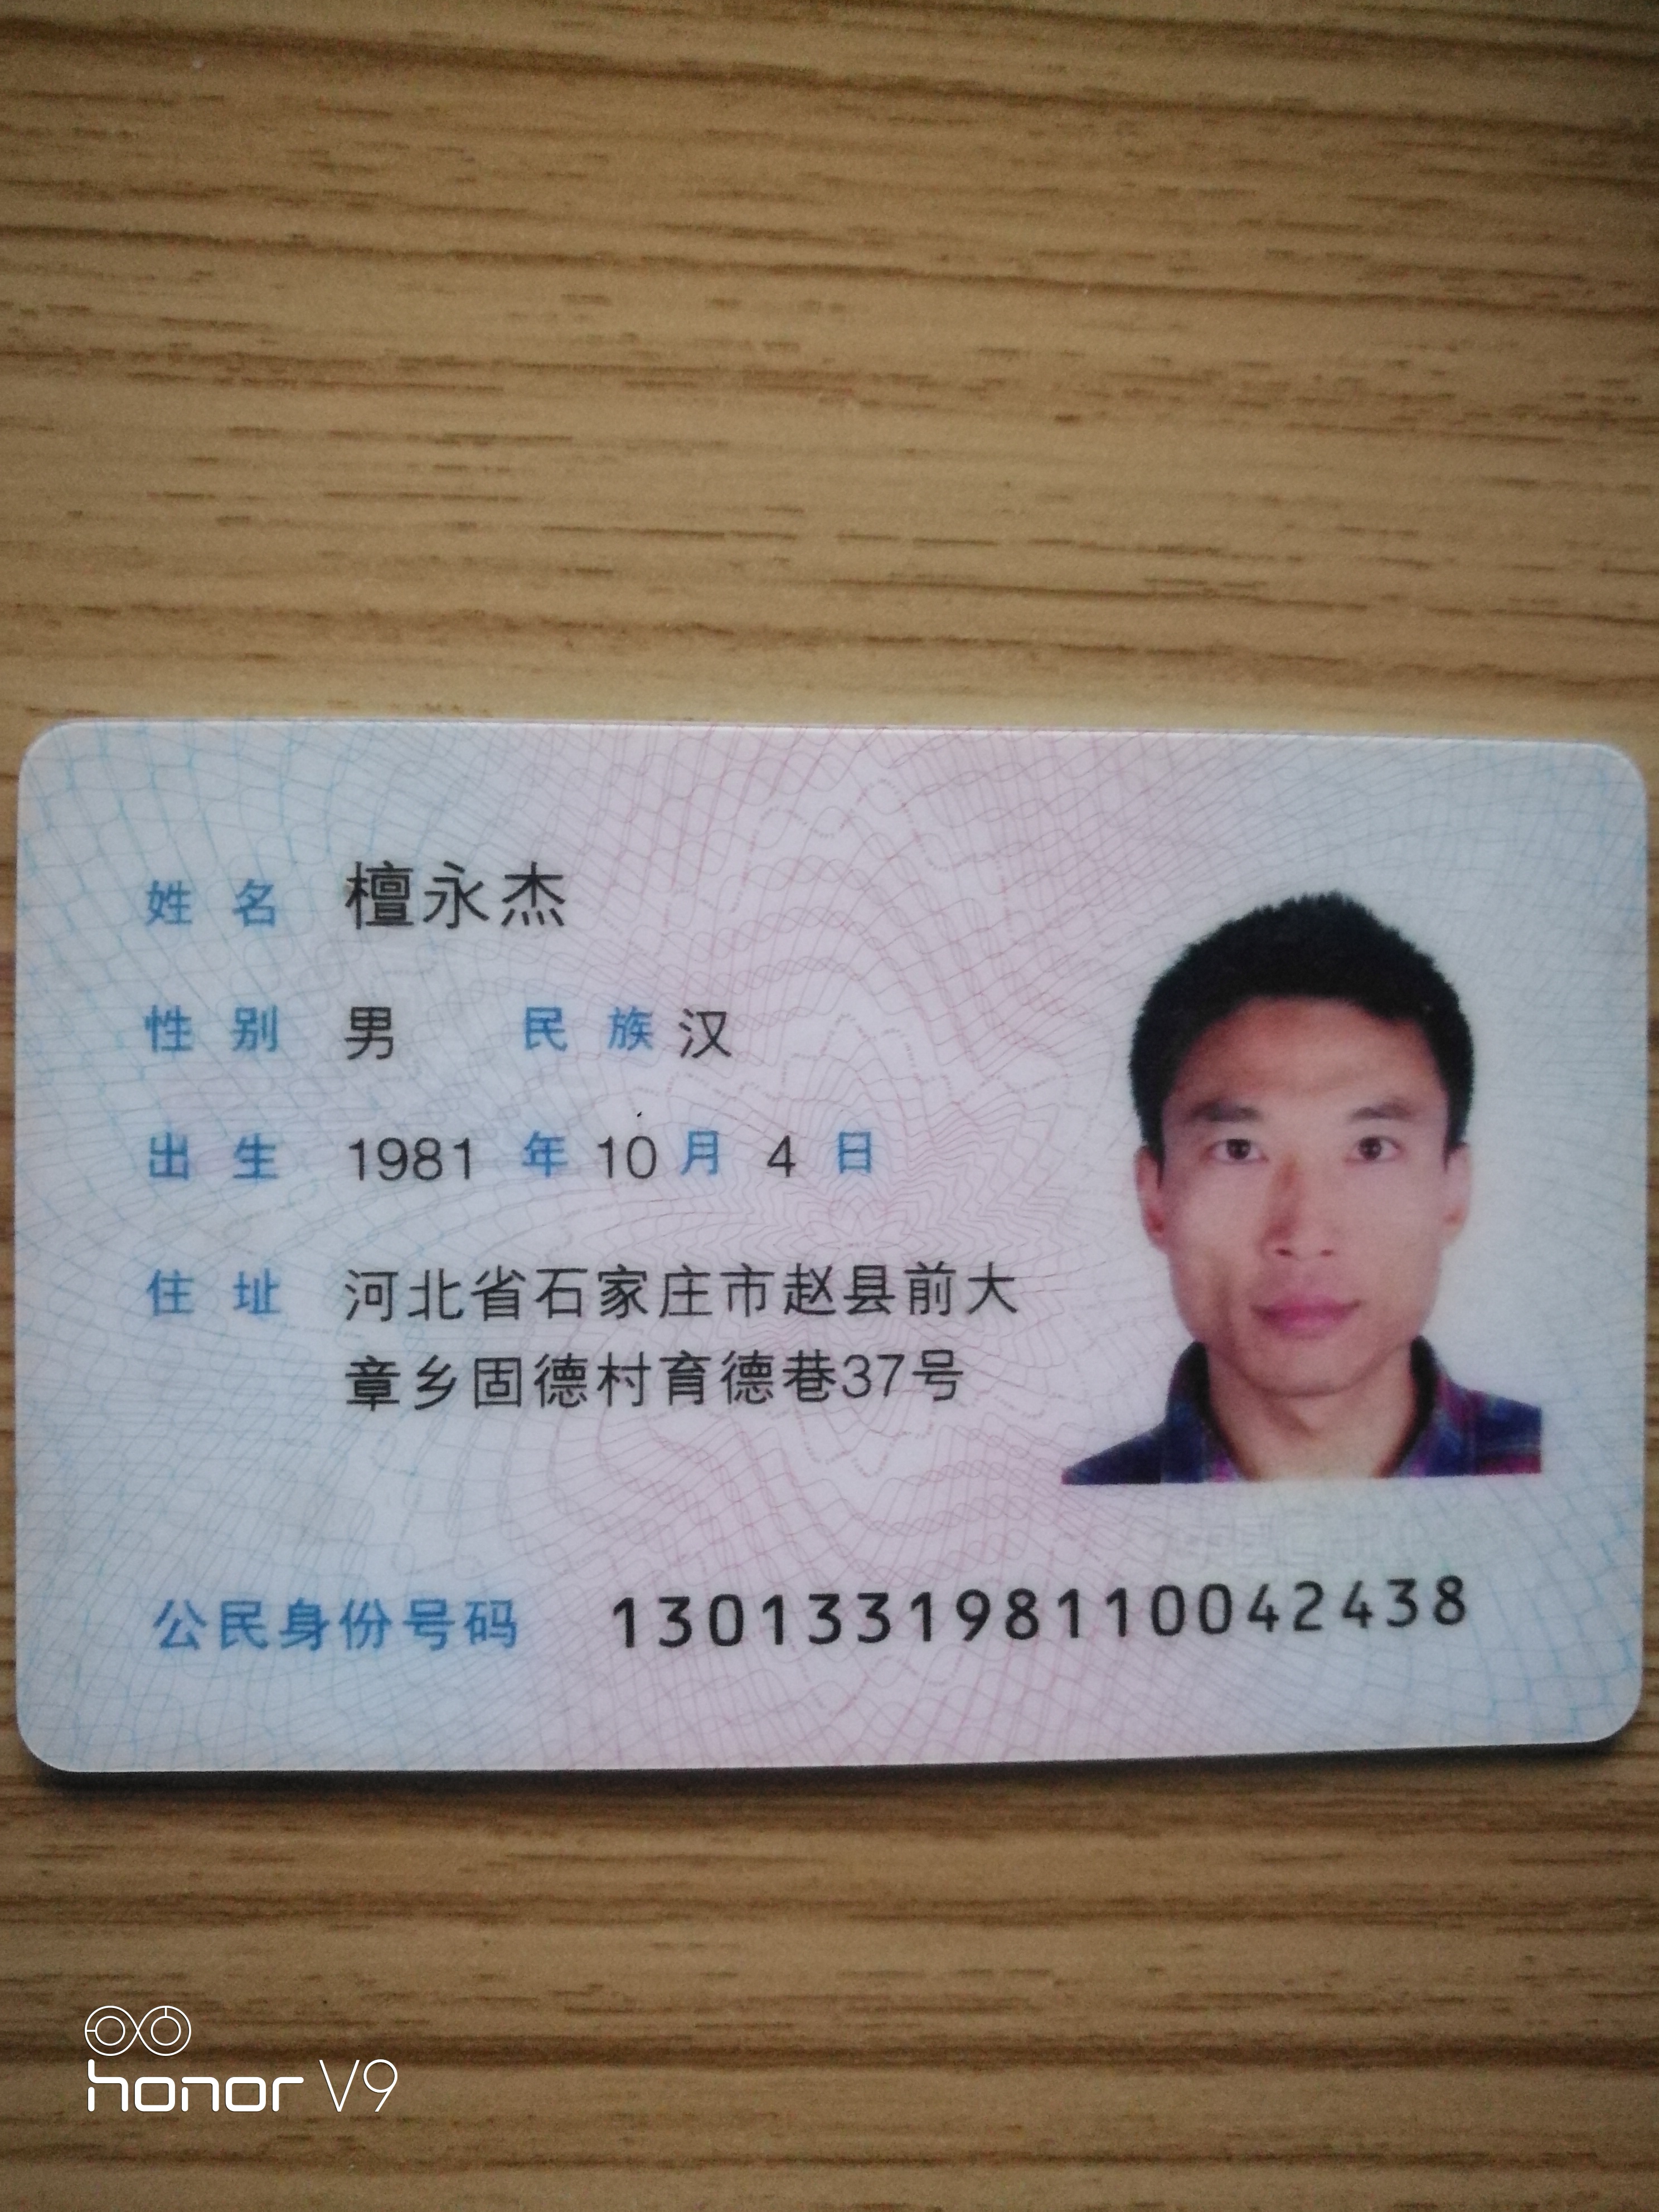 姓名 檀永杰
性别 男 民族 汉
出生 1981 年 10 月 4 日
住址 河北省石家庄市赵县前大
章乡固德村育德巷37号
公民身份号码 130133198110042438
honor V9